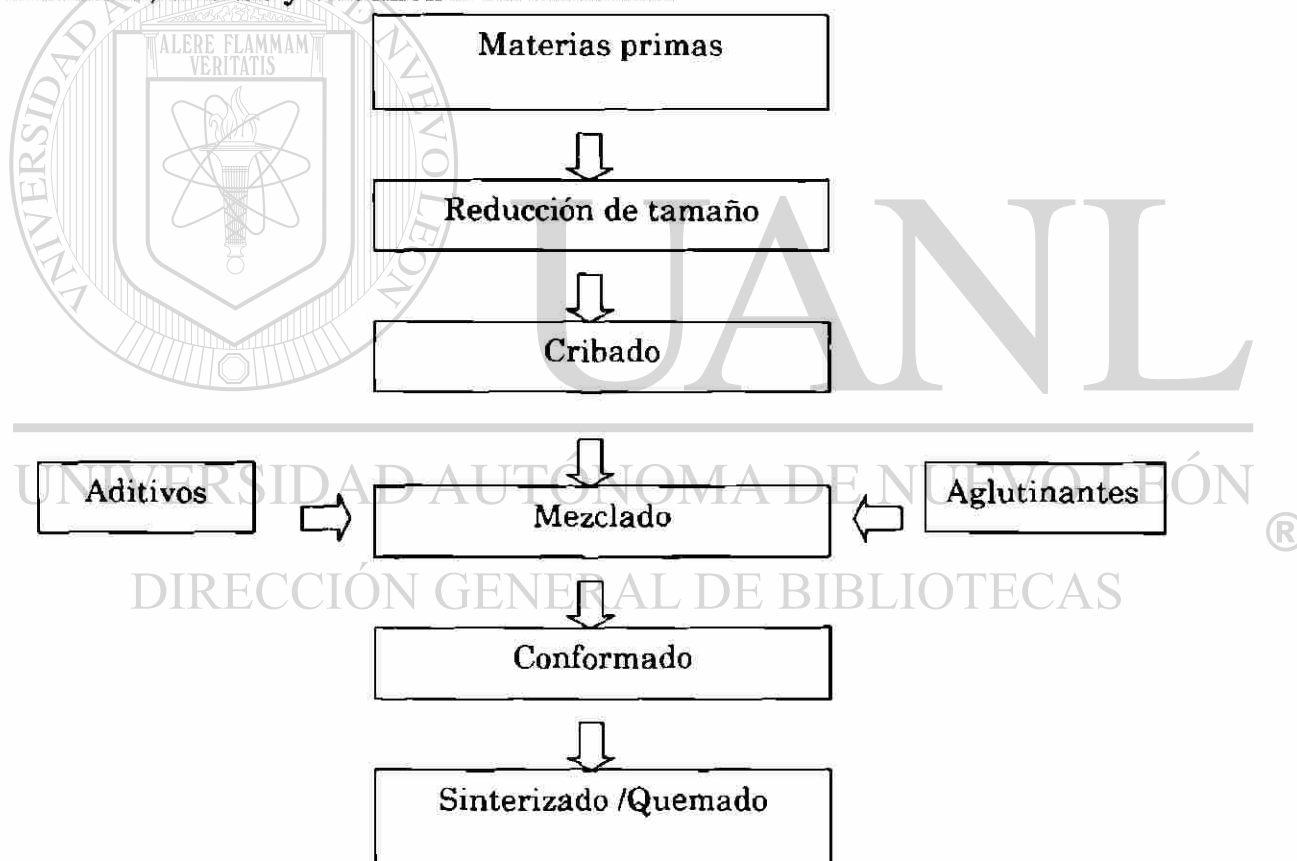 ALERE FLAMMAM
VERITATIS
Materias primas
Reducción de tamaño
UANL
Cribado
UNIVERSIDAD AUTÓNOMA DE NUEVO LEÓN
Aditivos
Mezclado
Aglutinantes
®
DIRECCIÓN GENERAL DE BIBLIOTECAS
Conformado
Sinterizado /Quemado